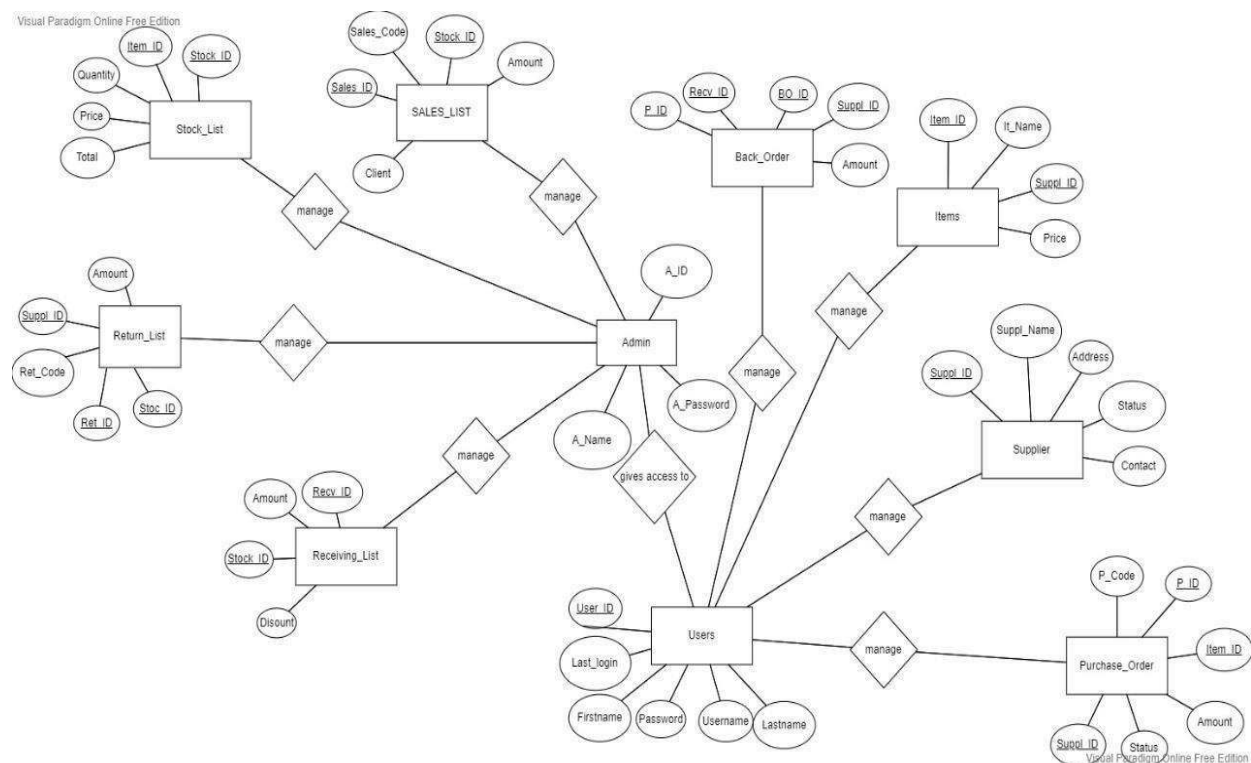 Visual Paradigm Online Free Edition
Item_ID
Stock_ID
Quantity
Price
Total
Stock_List
Sales_Code
Stock_ID
Amount
Sales_ID
SALES_LIST
Client
manage
manage
Recv_ID
BO_ID
Suppl_ID
P_ID
Back_Order
Amount
Item_ID
It_Name
Suppl_ID
Items
Price
Amount
Suppl_ID
Return_List
Ret_Code
Ret_ID
Stoc_ID
manage
A_ID
Admin
A_Password
A_Name
manage
manage
Suppl_Name
Address
Suppl_ID
Status
Supplier
Contact
manage
gives access to
Amount
Recv_ID
Stock_ID
Receiving_List
Disount
manage
User_ID
Users
Last_login
Firstname
Password
Username
Lastname
manage
P_Code
P_ID
Item_ID
Purchase_Order
Amount
Suppl_ID
Status
manage
Visual Paradigm Online Free Edition